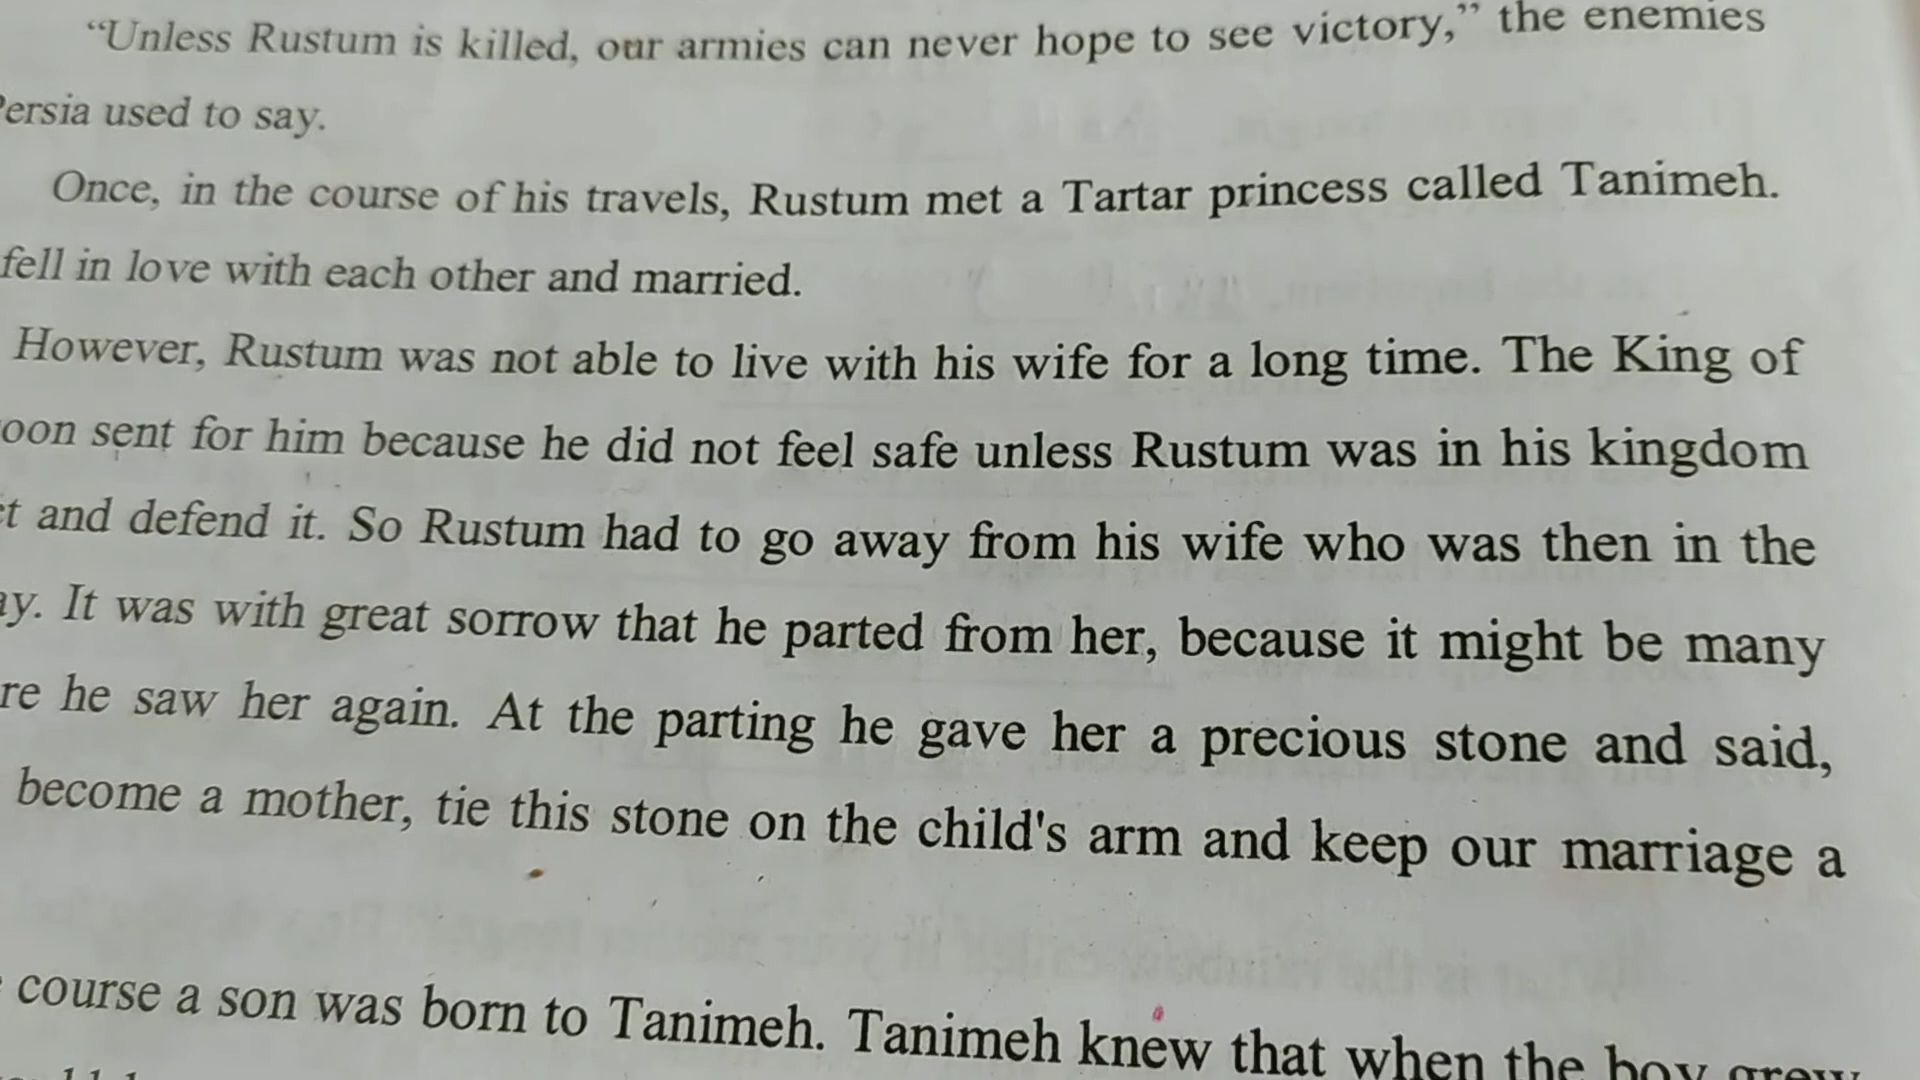 “Unless Rustum is killed, our armies can never hope to see victory,” the enemies
Persia used to say.
Once, in the course of his travels, Rustum met a Tartar princess called Tanimeh.
fell in love with each other and married.
However, Rustum was not able to live with his wife for a long time. The King of
sent for him because he did not feel safe unless Rustum was in his kingdom
and defend it. So Rustum had to go away from his wife who was then in the
It was with great sorrow that he parted from her, because it might be many
he saw her again. At the parting he gave her a precious stone and said,
become a mother, tie this stone on the child's arm and keep our marriage a
course a son was born to Tanimeh. Tanimeh knew that when the boy grew